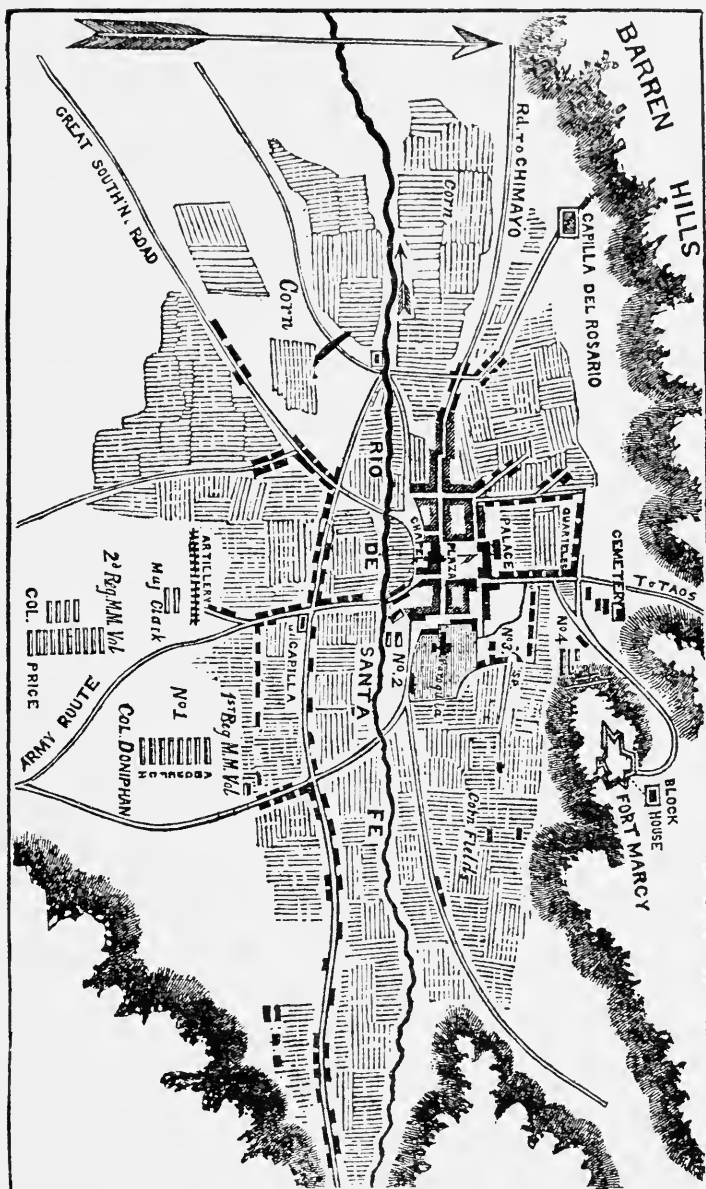 BARREN
HILLS
Rd. TO CHIMAYO
CAPILLA DEL ROSARIO
Corn
GREAT SOUTH'N. ROAD
Corn
RIO
DE
SANTA
FE
CHAPEL
PLAZA
PALACE
QUARTELES
CEMETERY
To TAOS
No. 4
No. 3
No. 2
BLOCK
HOUSE
FORT MARCY
Corn Fields
CAPILLA
ARTILLERY
Maj Clark
2d Reg M.M. Vol
COL. PRICE
ARMY ROUTE
1st Reg M.M. Vol
No 1
A B C D E F G H
COL. DONIPHAN